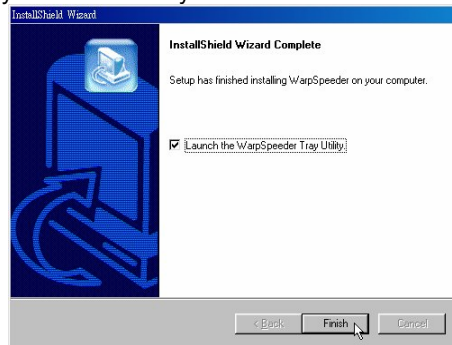 InstallShield Wizard
InstallShield Wizard Complete
Setup has finished installing WarpSpeeder on your computer.
Launch the WarpSpeeder Tray Utility.
< Back
Finish
Cancel